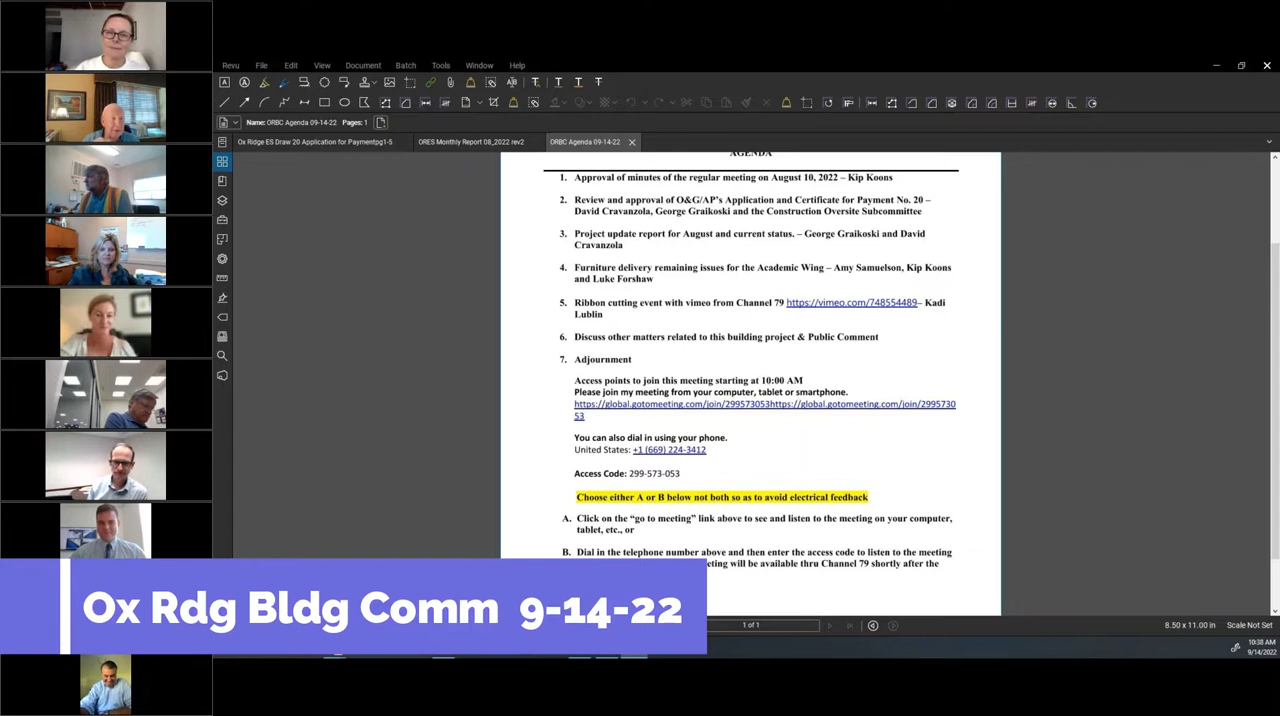 Revu File Edit View Document Batch Tools Window Help
Name: ORBC Agenda 09-14-22 Pages: 1
Ox Ridge ES Draw 20 Application for Paymentpg1-5 ORES Monthly Report 08_2022 rev2 ORBC Agenda 09-14-22
AGENDA
1. Approval of minutes of the regular meeting on August 10, 2022 – Kip Koons
2. Review and approval of O&G/AP's Application and Certificate for Payment No. 20 –
David Cravanzola, George Graikoski and the Construction Oversite Subcommittee
3. Project update report for August and current status. – George Graikoski and David
Cravanzola
4. Furniture delivery remaining issues for the Academic Wing – Amy Samuelson, Kip Koons
and Luke Forshaw
5. Ribbon cutting event with vimeo from Channel 79 https://vimeo.com/748554489– Kadi
Lublin
6. Discuss other matters related to this building project & Public Comment
7. Adjournment
Access points to join this meeting starting at 10:00 AM
Please join my meeting from your computer, tablet or smartphone.
https://global.gotomeeting.com/join/299573053https://global.gotomeeting.com/join/2995730
53
You can also dial in using your phone.
United States: +1 (669) 224-3412
Access Code: 299-573-053
Choose either A or B below not both so as to avoid electrical feedback
A. Click on the “go to meeting” link above to see and listen to the meeting on your computer,
tablet, etc., or
B. Dial in the telephone number above and then enter the access code to listen to the meeting
eting will be available thru Channel 79 shortly after the
Ox Rdg Bldg Comm 9-14-22
1 of 1
8.50 x 11.00 in Scale Not Set
10:38 AM
9/14/2022